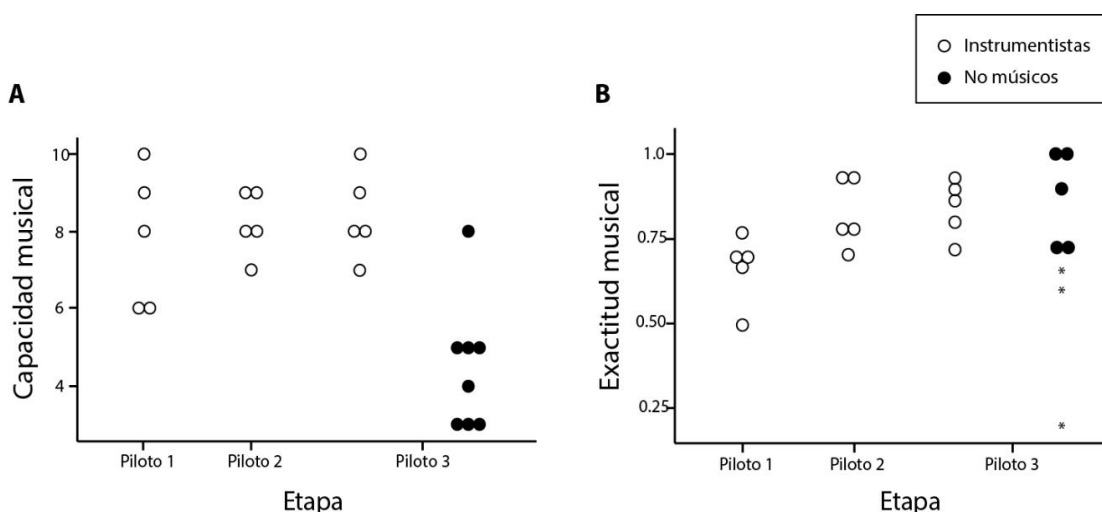 Instrumentistas
No músicos
A
Capacidad musical
10
8
6
4
Piloto 1
Piloto 2
Piloto 3
Etapa
B
Exactitud musical
1.0
0.75
0.50
0.25
*
*
*
Piloto 1
Piloto 2
Piloto 3
Etapa